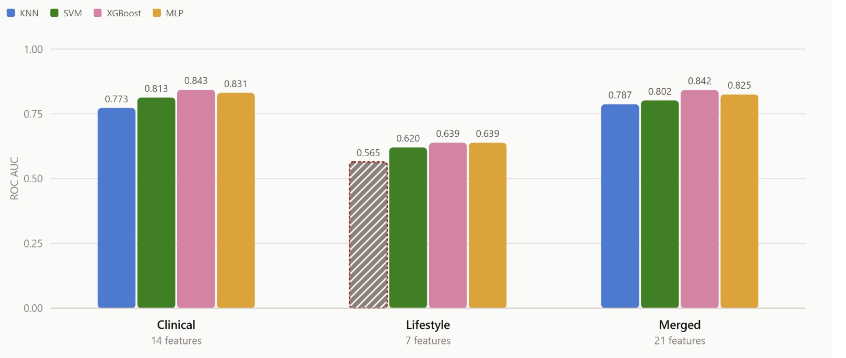 KNN SVM XGBoost MLP
1.00
0.75
0.50
0.25
0.00
ROC AUC
0.773 0.813 0.843 0.831
0.565 0.620 0.639 0.639
0.787 0.802 0.842 0.825
Clinical Lifestyle Merged
14 features 7 features 21 features